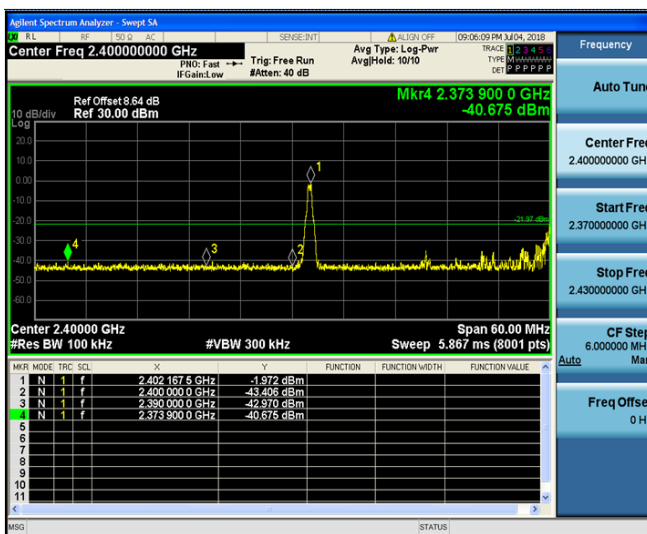 Agilent Spectrum Analyzer - Swept SA
RL RF 50 Ω AC SENSE:INT ALIGN OFF 09:06:09 PM Jul 04, 2018
Center Freq 2.400000000 GHz
PNO: Fast
IFGain:Low
Trig: Free Run
#Atten: 40 dB
Avg Type: Log-Pwr
Avg|Hold: 10/10
TRACE 1 2 3 4 5 6
TYPE M
DET P P P P P P
Frequency
Mkr4 2.373 900 0 GHz
-40.675 dBm
Ref Offset 8.64 dB
10 dB/div Ref 30.00 dBm
Log
20.0
10.0
0.00
-10.0
-20.0
-30.0
-40.0
-50.0
-60.0
1
-21.97 dBm
4
3
2
Center 2.40000 GHz Span 60.00 MHz
#Res BW 100 kHz #VBW 300 kHz Sweep 5.867 ms (8001 pts)
MKR MODE TRC SCL X Y FUNCTION FUNCTION WIDTH FUNCTION VALUE
1 N 1 f 2.402 167 5 GHz -1.972 dBm
2 N 1 f 2.400 000 0 GHz -43.406 dBm
3 N 1 f 2.390 000 0 GHz -42.970 dBm
4 N 1 f 2.373 900 0 GHz -40.675 dBm
5
6
7
8
9
10
11
MSG STATUS
Auto Tune
Center Fre
2.400000000 GH
Start Fre
2.370000000 GH
Stop Fre
2.430000000 GH
CF Step
6.000000 MH
Auto Mar
Freq Offse
0 H